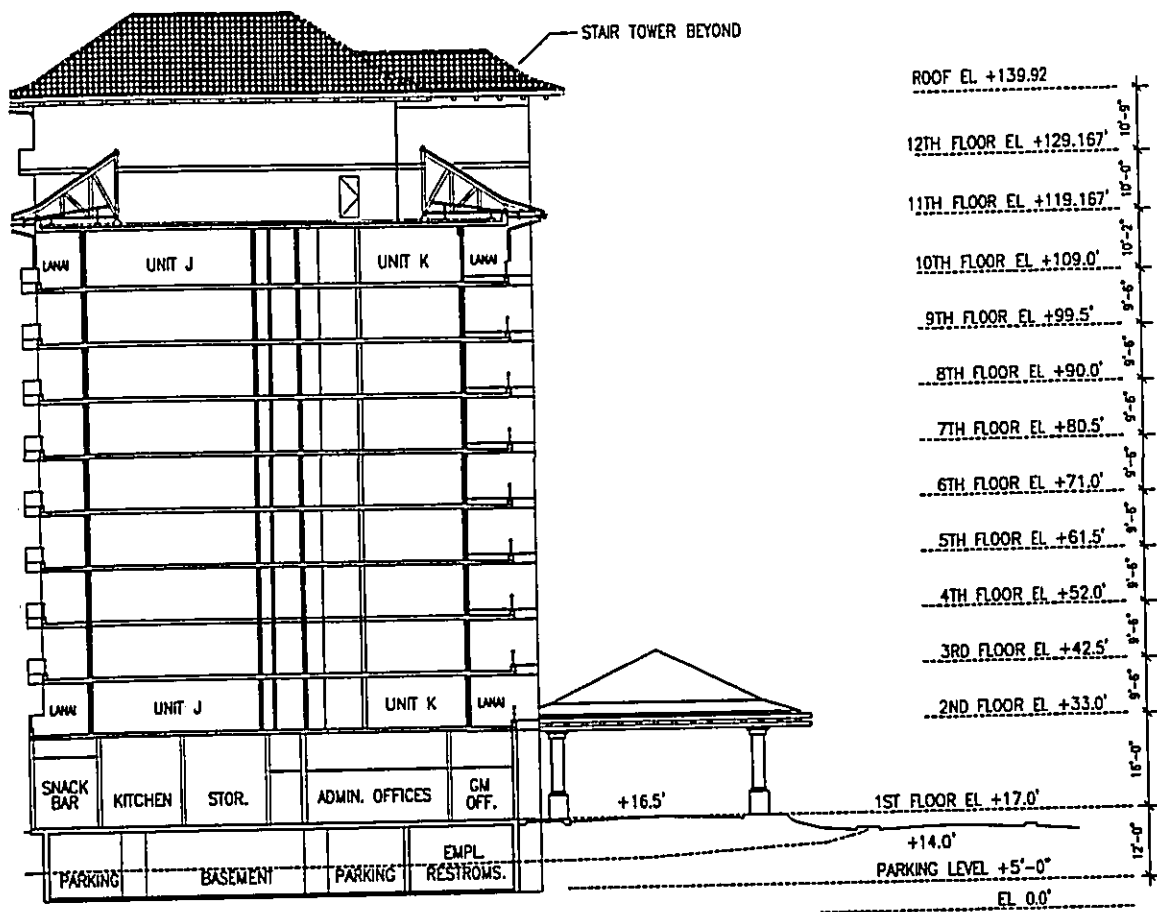 STAIR TOWER BEYOND
ROOF EL +139.92
10'-9"
12TH FLOOR EL +129.167'
10'-0"
11TH FLOOR EL +119.167'
10'-2"
LANAI UNIT J UNIT K LANAI
10TH FLOOR EL +109.0'
9'-6"
9TH FLOOR EL +99.5'
9'-6"
8TH FLOOR EL +90.0'
9'-6"
7TH FLOOR EL +80.5'
9'-6"
6TH FLOOR EL +71.0'
9'-6"
5TH FLOOR EL +61.5'
9'-6"
4TH FLOOR EL +52.0'
9'-6"
3RD FLOOR EL +42.5'
9'-6"
LANAI UNIT J UNIT K LANAI
2ND FLOOR EL +33.0'
16'-0"
SNACK
BAR KITCHEN STOR. ADMIN. OFFICES GM
OFF.
+16.5'
1ST FLOOR EL +17.0'
+14.0'
12'-0"
PARKING BASEMENT PARKING EMPL.
RESTROMS.
PARKING LEVEL +5'-0"
EL 0.0'